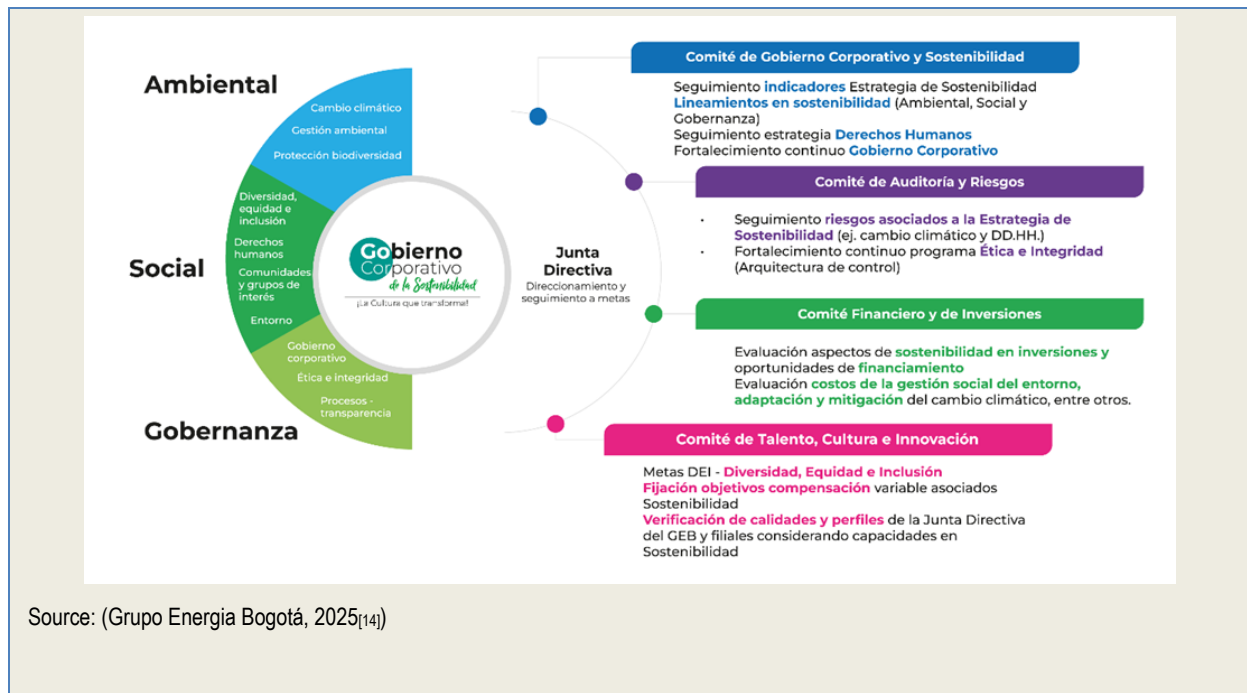 Ambiental
Cambio climático
Gestión ambiental
Protección biodiversidad
Social
Diversidad,
equidad e
inclusión
Derechos
humanos
Comunidades
y grupos de
interés
Entorno
Gobernanza
Gobierno
corporativo
Ética e integridad
Procesos -
transparencia
Gobierno
Corporativo
de la Sostenibilidad
¡La Cultura que transforma!
Junta
Directiva
Direccionamiento y
seguimiento a metas
Comité de Gobierno Corporativo y Sostenibilidad
Seguimiento indicadores Estrategia de Sostenibilidad
Lineamientos en sostenibilidad (Ambiental, Social y
Gobernanza)
Seguimiento estrategia Derechos Humanos
Fortalecimiento continuo Gobierno Corporativo
Comité de Auditoría y Riesgos
• Seguimiento riesgos asociados a la Estrategia de
Sostenibilidad (ej. cambio climático y DD.HH.)
• Fortalecimiento continuo programa Ética e Integridad
(Arquitectura de control)
Comité Financiero y de Inversiones
Evaluación aspectos de sostenibilidad en inversiones y
oportunidades de financiamiento
Evaluación costos de la gestión social del entorno,
adaptación y mitigación del cambio climático, entre otros.
Comité de Talento, Cultura e Innovación
Metas DEI - Diversidad, Equidad e Inclusión
Fijación objetivos compensación variable asociados
Sostenibilidad
Verificación de calidades y perfiles de la Junta Directiva
del GEB y filiales considerando capacidades en
Sostenibilidad
Source: (Grupo Energia Bogotá, 2025[14])